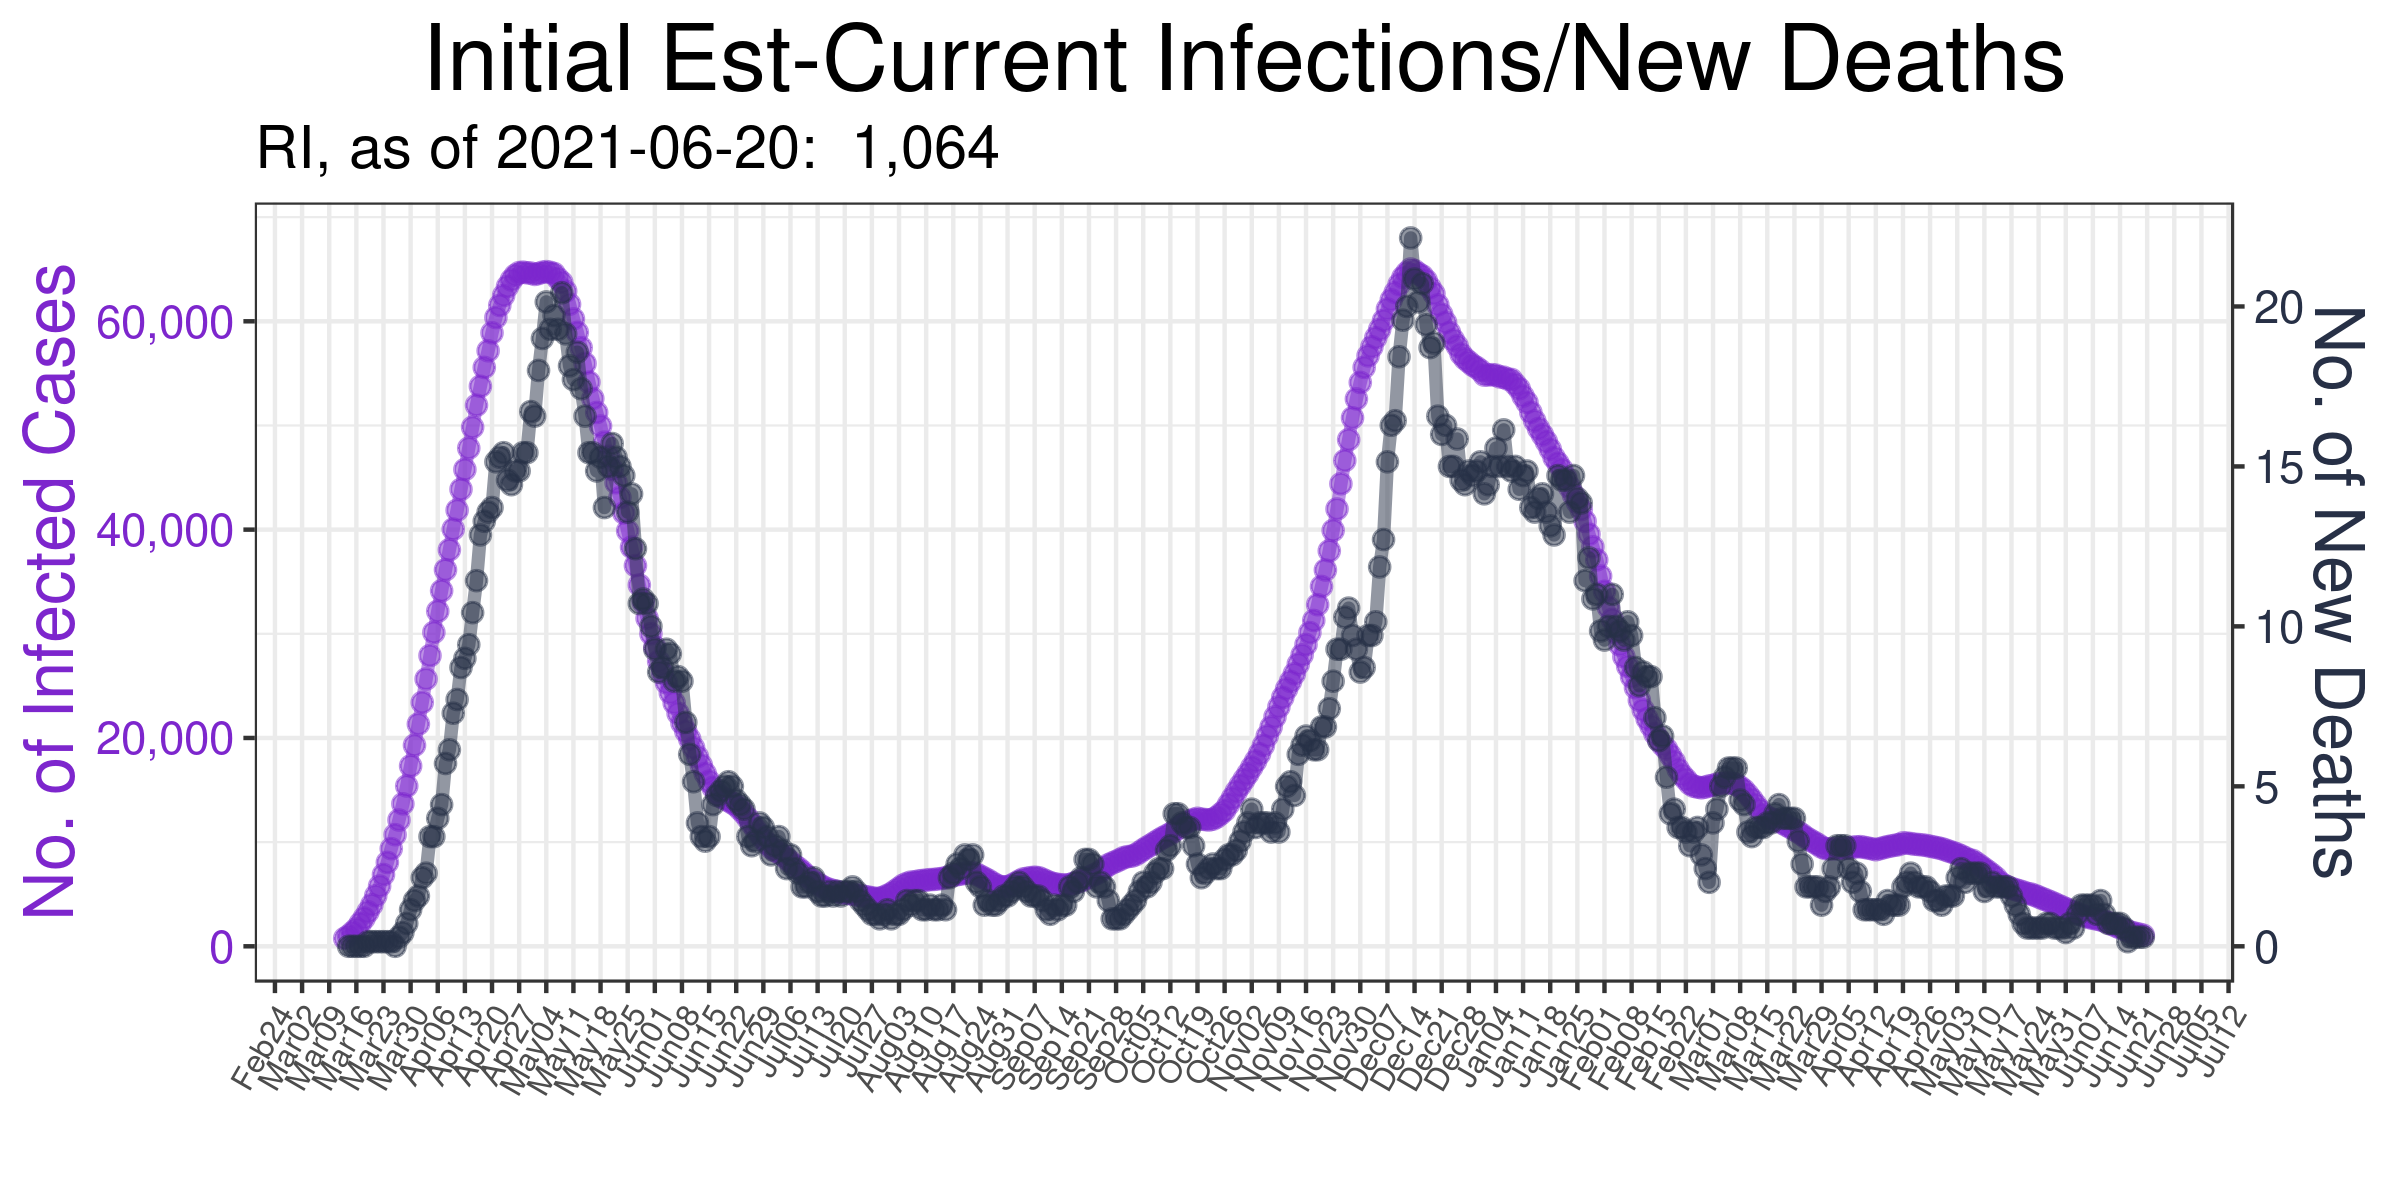 Initial Est-Current Infections/New Deaths
RI, as of 2021-06-20: 1,064
No. of Infected Cases
60,000
40,000
20,000
0
20
15
10
5
0
No. of New Deaths
Feb24
Mar02
Mar09
Mar16
Mar23
Mar30
Apr06
Apr13
Apr20
Apr27
May04
May11
May18
May25
Jun01
Jun08
Jun15
Jun22
Jun29
Jul06
Jul13
Jul20
Jul27
Aug03
Aug10
Aug17
Aug24
Aug31
Sep07
Sep14
Sep21
Sep28
Oct05
Oct12
Oct19
Oct26
Nov02
Nov09
Nov16
Nov23
Nov30
Dec07
Dec14
Dec21
Dec28
Jan04
Jan11
Jan18
Jan25
Feb01
Feb08
Feb15
Feb22
Mar01
Mar08
Mar15
Mar22
Mar29
Apr05
Apr12
Apr19
Apr26
May03
May10
May17
May24
May31
Jun07
Jun14
Jun21
Jun28
Jul05
Jul12